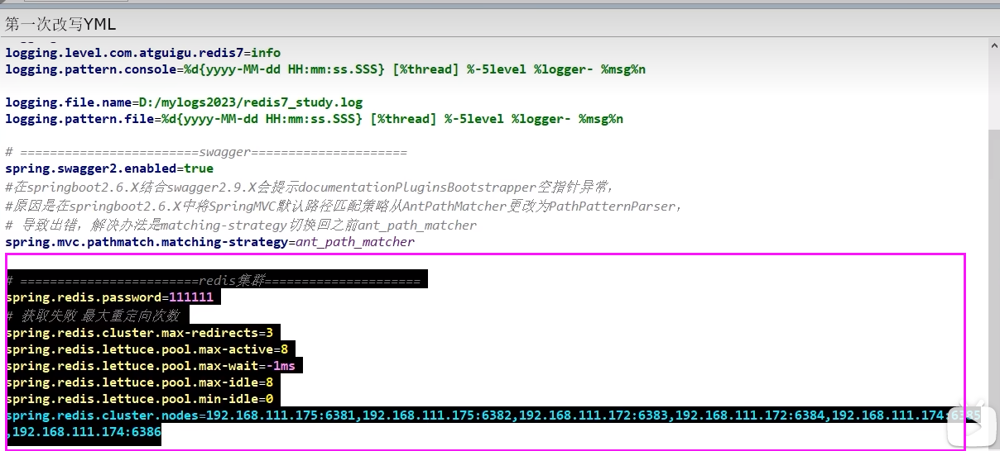 第一次改写YML
logging.level.com.atguigu.redis7=info
logging.pattern.console=%d{yyyy-MM-dd HH:mm:ss.SSS} [%thread] %-5level %logger- %msg%n
logging.file.name=D:/mylogs2023/redis7_study.log
logging.pattern.file=%d{yyyy-MM-dd HH:mm:ss.SSS} [%thread] %-5level %logger- %msg%n
# ========================swagger=====================
spring.swagger2.enabled=true
#在springboot2.6.X结合swagger2.9.X会提示documentationPluginsBootstrapper空指针异常，
#原因是在springboot2.6.X中将SpringMVC默认路径匹配策略从AntPathMatcher更改为PathPatternParser，
# 导致出错，解决办法是matching-strategy切换回之前ant_path_matcher
spring.mvc.pathmatch.matching-strategy=ant_path_matcher
# ========================redis集群=====================
spring.redis.password=111111
# 获取失败 最大重定向次数
spring.redis.cluster.max-redirects=3
spring.redis.lettuce.pool.max-active=8
spring.redis.lettuce.pool.max-wait=-1ms
spring.redis.lettuce.pool.max-idle=8
spring.redis.lettuce.pool.min-idle=0
spring.redis.cluster.nodes=192.168.111.175:6381,192.168.111.175:6382,192.168.111.172:6383,192.168.111.172:6384,192.168.111.174:6385
,192.168.111.174:6386